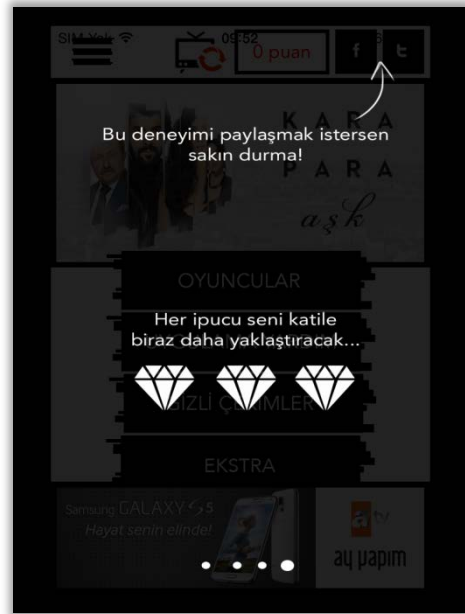 SIM Yok 09:52
0 puan f t
Bu deneyimi paylaşmak istersen
sakın durma!
KARA
PARA
aşk
OYUNCULAR
Her ipucu seni katile
biraz daha yaklaştıracak...
GİZLİ ÇEKİMLER
EKSTRA
Samsung GALAXY S5
Hayat senin elinde!
atv
ay yapım